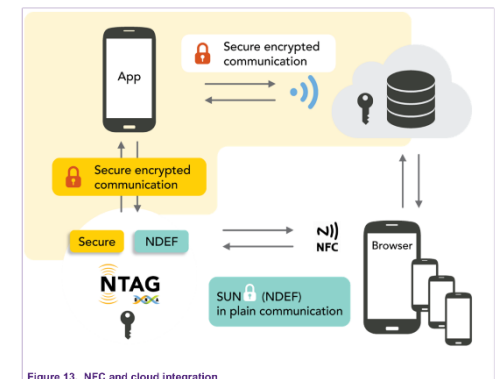 Secure encrypted
communication
App
Secure encrypted
communication
Secure
NDEF
N))
NFC
Browser
NTAG
SUN (NDEF)
in plain communication
Figure 13. NFC and cloud integration